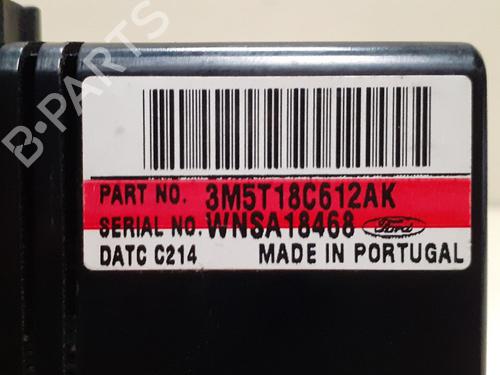 B-PARTS
PART NO. 3M5T18C612AK
SERIAL NO. WNSA18468 Ford
DATC C214 MADE IN PORTUGAL